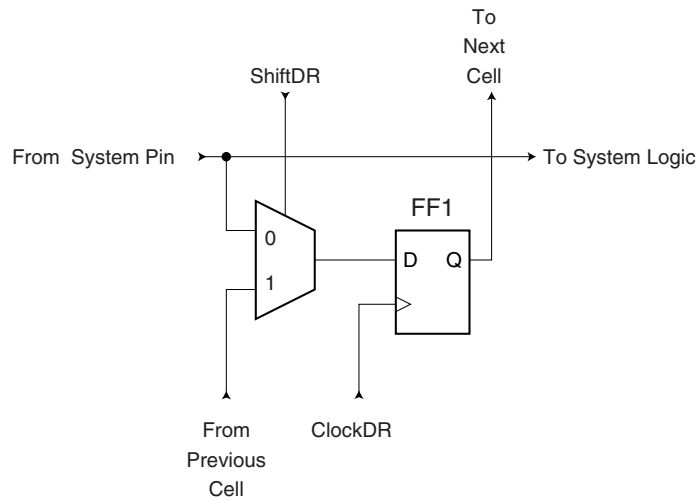 To
Next
Cell
ShiftDR
From System Pin
To System Logic
FF1
0
D Q
1
From
Previous
Cell
ClockDR